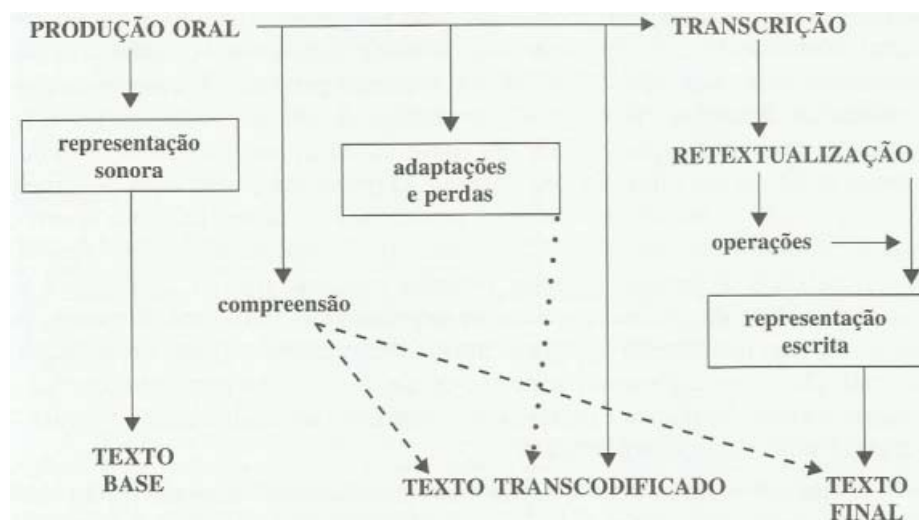 PRODUÇÃO ORAL
TRANSCRIÇÃO
representação
sonora
adaptações
e perdas
RETEXTUALIZAÇÃO
operações
compreensão
representação
escrita
TEXTO
BASE
TEXTO TRANSCODIFICADO
TEXTO
FINAL